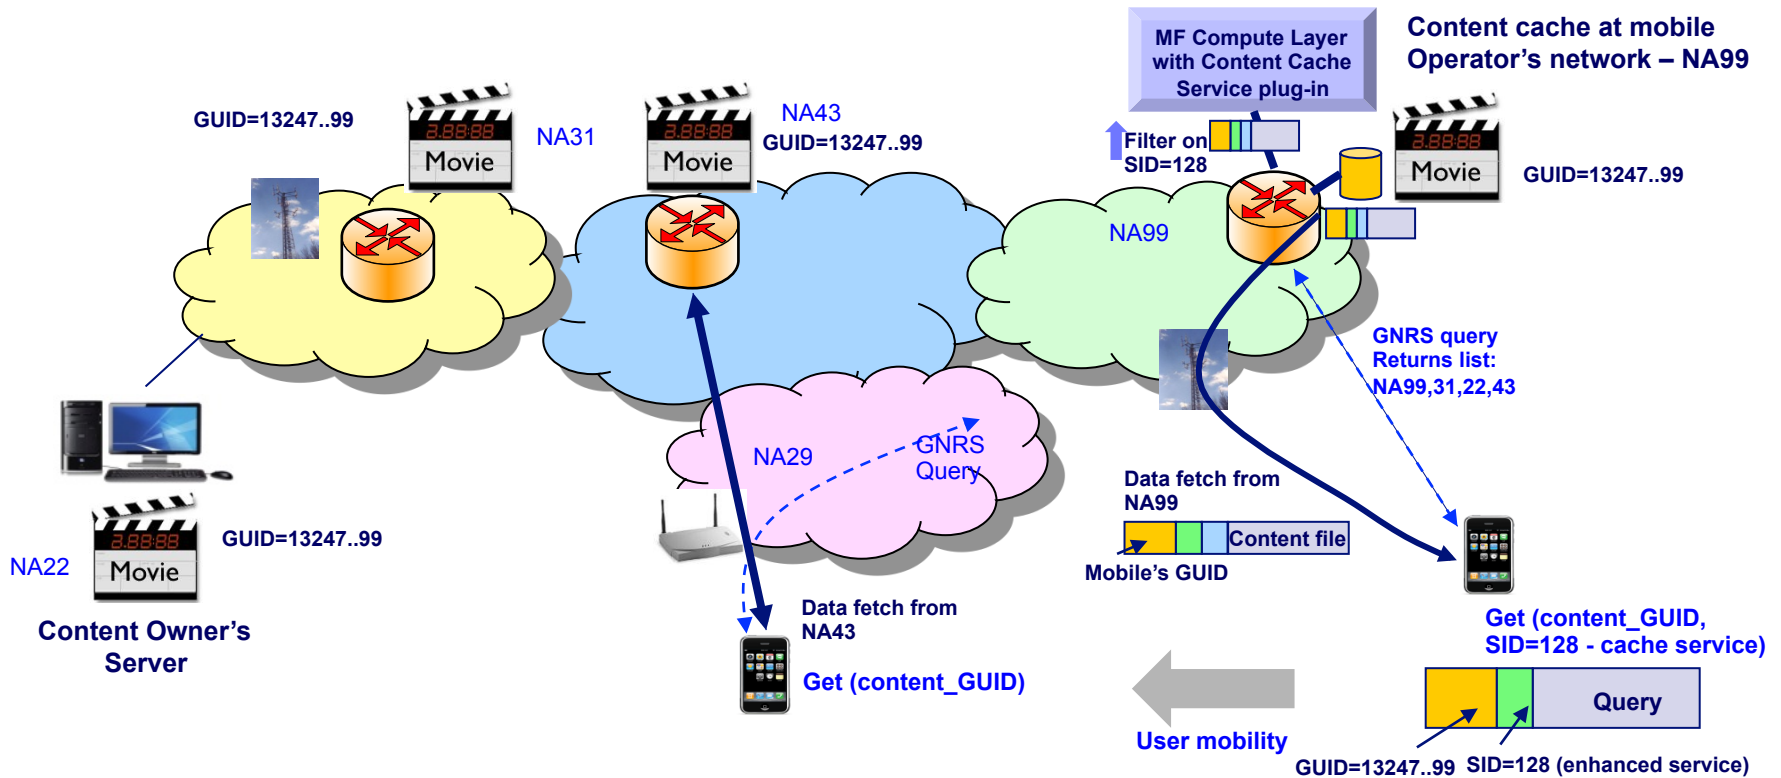 MF Compute Layer
with Content Cache
Service plug-in
Content cache at mobile
Operator's network – NA99
GUID=13247..99
Movie
NA31
Movie
NA43
GUID=13247..99
Filter on
SID=128
Movie
GUID=13247..99
NA99
GNRS query
Returns list:
NA99,31,22,43
NA29
GNRS
Query
Data fetch from
NA99
Content file
Mobile's GUID
NA22
Movie
GUID=13247..99
Content Owner's
Server
Data fetch from
NA43
Get (content_GUID)
Get (content_GUID,
SID=128 - cache service)
Query
User mobility
GUID=13247..99
SID=128 (enhanced service)